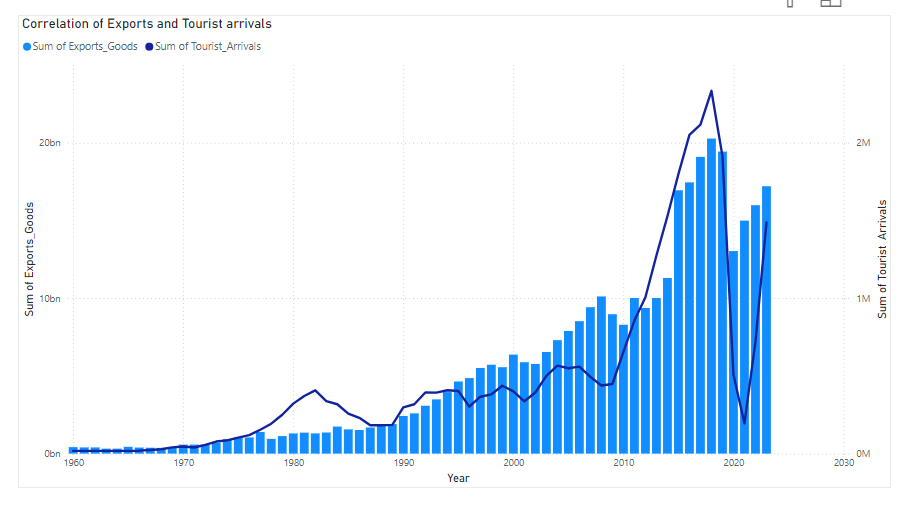 Correlation of Exports and Tourist arrivals
Sum of Exports_Goods Sum of Tourist_Arrivals
20bn
10bn
0bn
Sum of Exports_Goods
2M
1M
0M
Sum of Tourist_Arrivals
1960 1970 1980 1990 2000 2010 2020 2030
Year